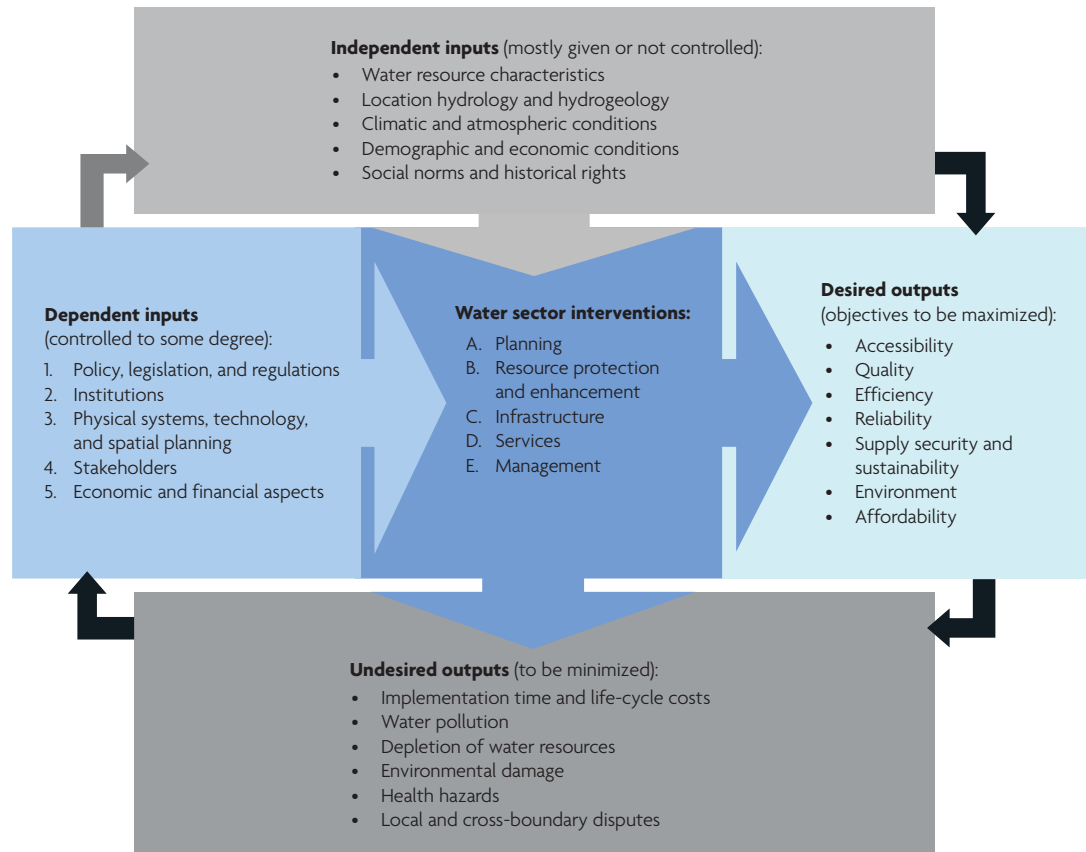 Independent inputs (mostly given or not controlled):
• Water resource characteristics
• Location hydrology and hydrogeology
• Climatic and atmospheric conditions
• Demographic and economic conditions
• Social norms and historical rights
Dependent inputs
(controlled to some degree):
1. Policy, legislation, and regulations
2. Institutions
3. Physical systems, technology,
and spatial planning
4. Stakeholders
5. Economic and financial aspects
Water sector interventions:
A. Planning
B. Resource protection
and enhancement
C. Infrastructure
D. Services
E. Management
Desired outputs
(objectives to be maximized):
• Accessibility
• Quality
• Efficiency
• Reliability
• Supply security and
sustainability
• Environment
• Affordability
Undesired outputs (to be minimized):
• Implementation time and life-cycle costs
• Water pollution
• Depletion of water resources
• Environmental damage
• Health hazards
• Local and cross-boundary disputes